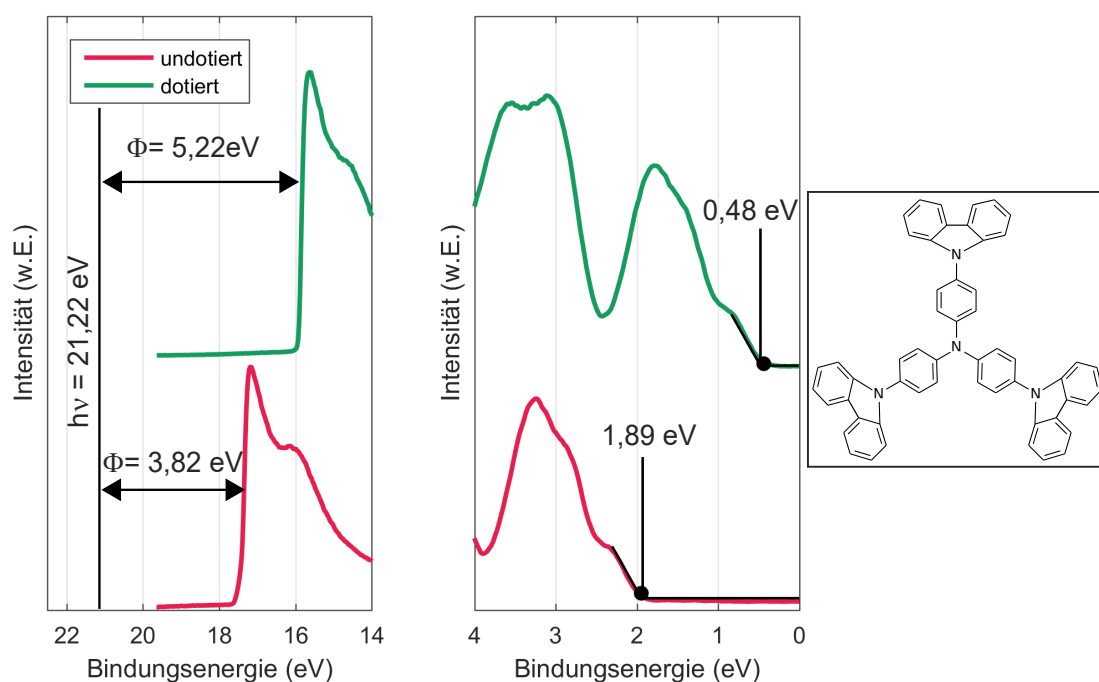 undotiert
dotiert
Φ= 5,22eV
hν = 21,22 eV
Φ= 3,82 eV
Intensität (w.E.)
22 20 18 16 14
Bindungsenergie (eV)
0,48 eV
1,89 eV
Intensität (w.E.)
4 3 2 1 0
Bindungsenergie (eV)
N
N
N
N